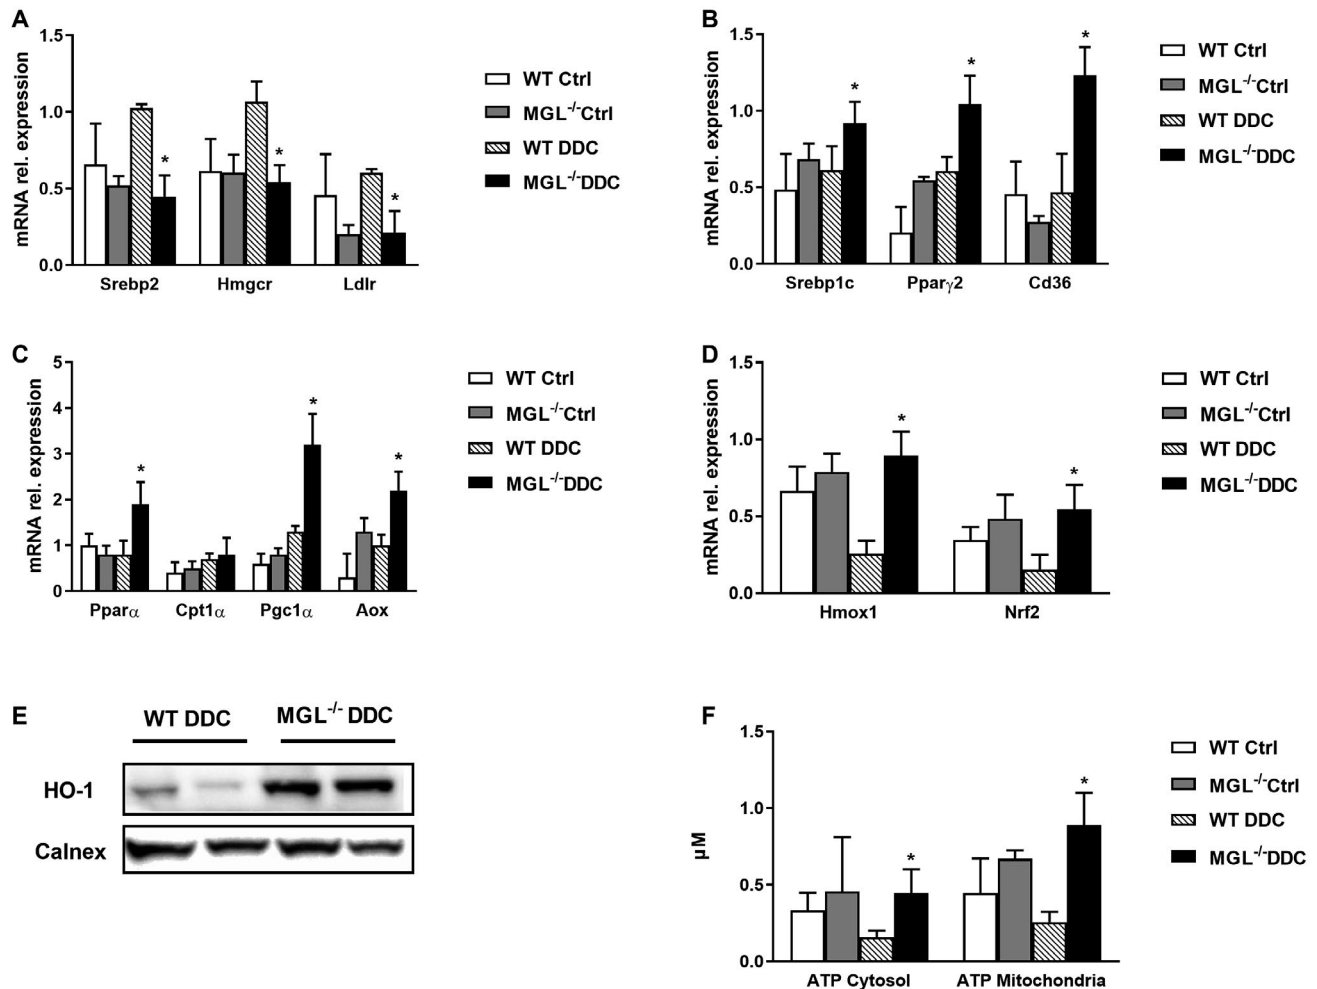 A
mRNA rel. expression
1.5
1.0
0.5
0.0
*
*
*
Srebp2 Hmgcr Ldlr
WT Ctrl
MGL-/-Ctrl
WT DDC
MGL-/-DDC
B
mRNA rel. expression
1.5
1.0
0.5
0.0
*
*
*
Srebp1c Pparγ2 Cd36
WT Ctrl
MGL-/-Ctrl
WT DDC
MGL-/-DDC
C
mRNA rel. expression
5
4
3
2
1
0
*
*
*
Pparα Cpt1α Pgc1α Aox
WT Ctrl
MGL-/-Ctrl
WT DDC
MGL-/-DDC
D
mRNA rel. expression
1.5
1.0
0.5
0.0
*
*
Hmox1 Nrf2
WT Ctrl
MGL-/-Ctrl
WT DDC
MGL-/-DDC
E
WT DDC MGL-/- DDC
HO-1
Calnex
F
µM
1.5
1.0
0.5
0.0
*
*
ATP Cytosol ATP Mitochondria
WT Ctrl
MGL-/-Ctrl
WT DDC
MGL-/-DDC